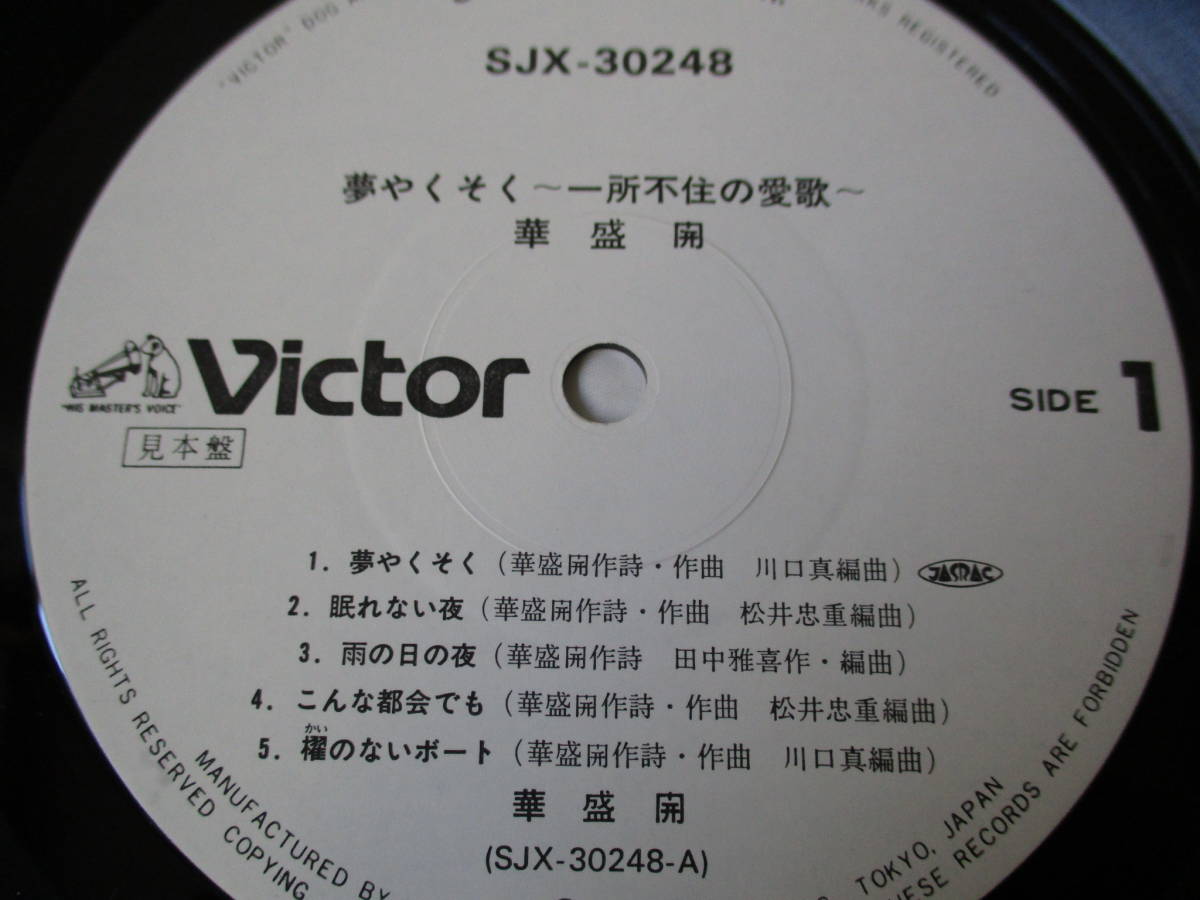 "VICTOR" DOG
REGISTERED
SJX-30248
夢やくそく～一所不住の愛歌～
華盛開
"HIS MASTER'S VOICE"
Victor
SIDE 1
見本盤
1. 夢やくそく（華盛開作詩・作曲　川口真編曲） JASRAC
2. 眠れない夜（華盛開作詩・作曲　松井忠重編曲）
3. 雨の日の夜（華盛開作詩　田中雅喜作・編曲）
4. こんな都会でも（華盛開作詩・作曲　松井忠重編曲）
かい
5. 櫂のないボート（華盛開作詩・作曲　川口真編曲）
華盛開
(SJX-30248-A)
ALL RIGHTS RESERVED COPYING
MANUFACTURED BY
TOKYO, JAPAN
THESE RECORDS ARE FORBIDDEN